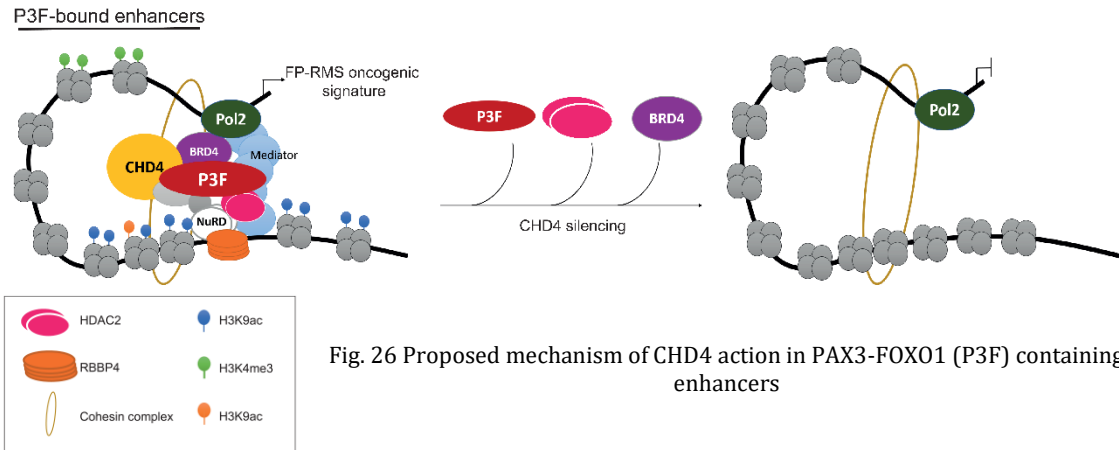 P3F-bound enhancers
FP-RMS oncogenic
signature
Pol2
BRD4
Mediator
CHD4
P3F
NuRD
P3F
BRD4
CHD4 silencing
Pol2
HDAC2
H3K9ac
RBBP4
H3K4me3
Cohesin complex
H3K9ac
Fig. 26 Proposed mechanism of CHD4 action in PAX3-FOXO1 (P3F) containing
enhancers